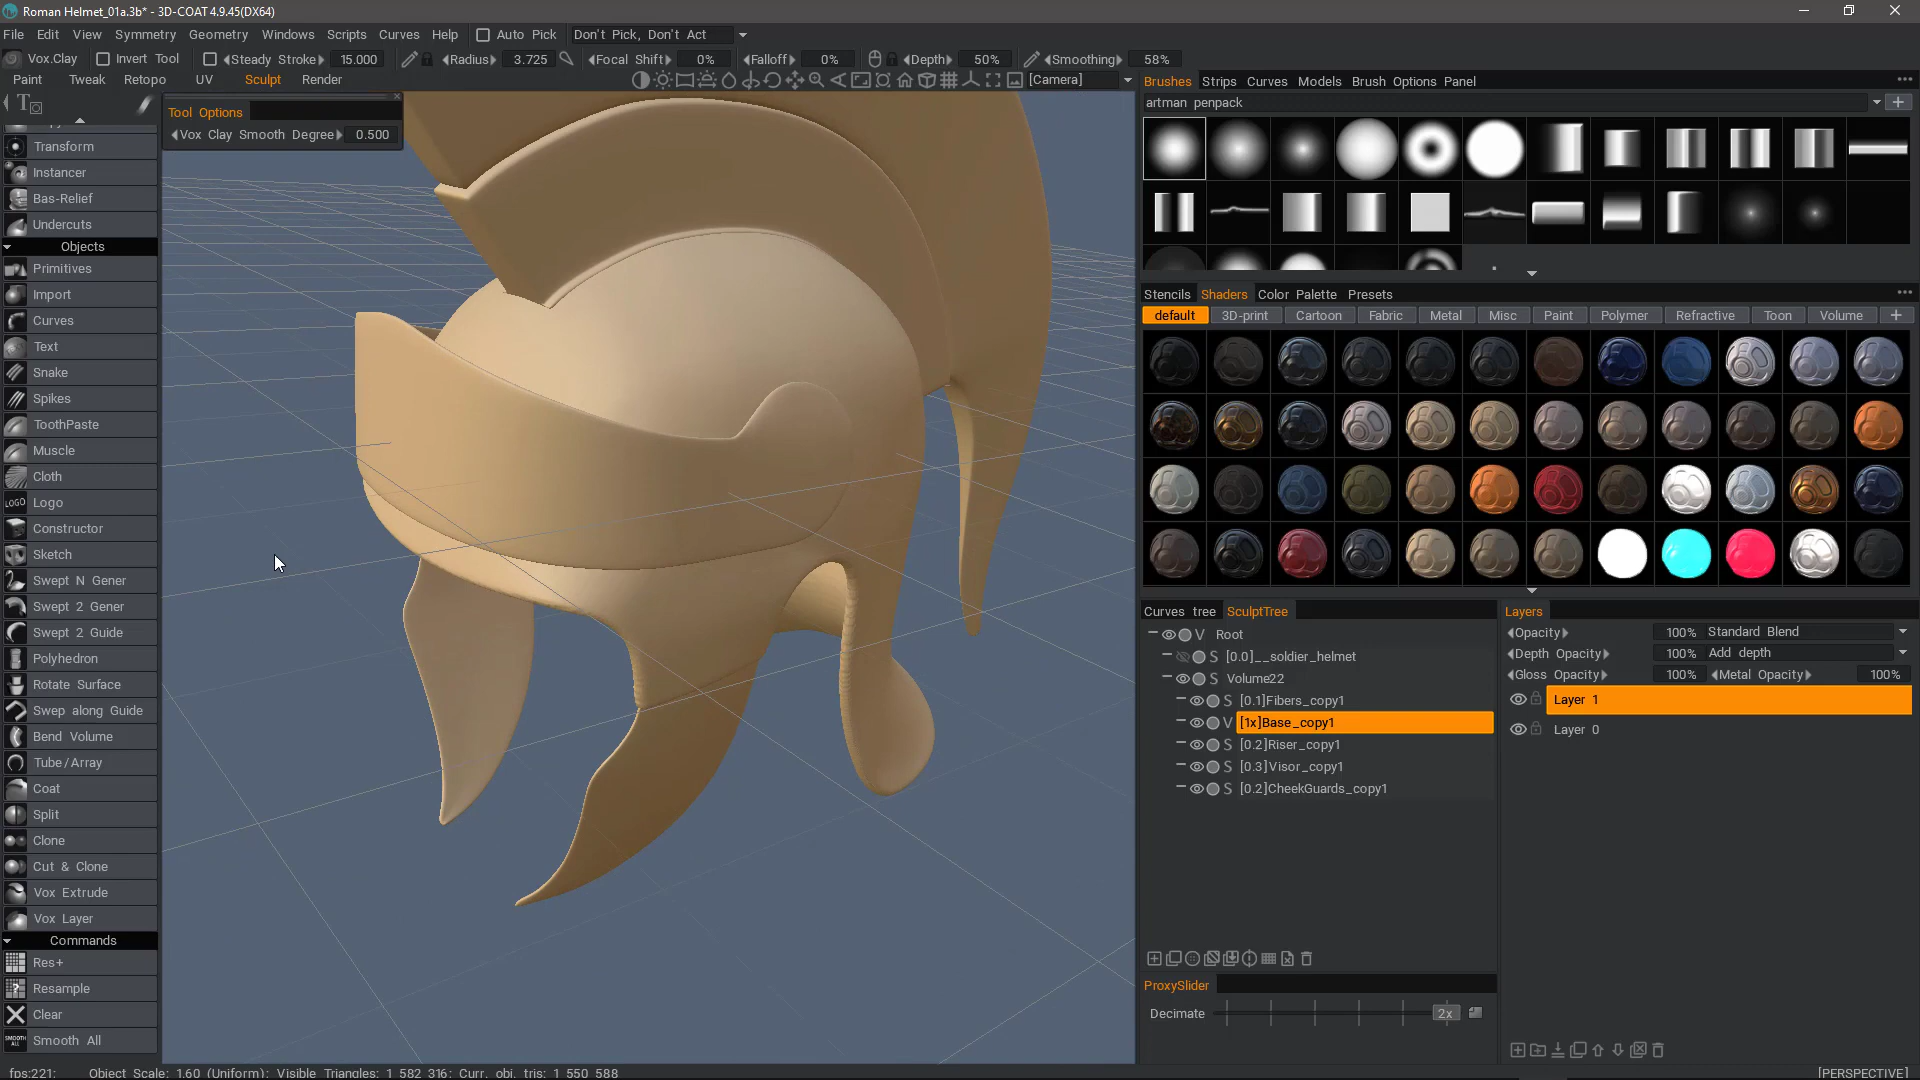 Roman Helmet_01a.3b* - 3D-COAT 4.9.45(DX64)
File Edit View Symmetry Geometry Windows Scripts Curves Help Auto Pick Don't Pick, Don't Act
Vox.Clay Invert Tool Steady Stroke 15.000 Radius 3.725 Focal Shift 0% Falloff 0% Depth 50% Smoothing 58%
Paint Tweak Retopo UV Sculpt Render [Camera]
Tool Options
Vox Clay Smooth Degree 0.500
Transform
Instancer
Bas-Relief
Undercuts
Objects
Primitives
Import
Curves
Text
Snake
Spikes
ToothPaste
Muscle
Cloth
LOGO Logo
Constructor
Sketch
Swept N Gener
Swept 2 Gener
Swept 2 Guide
Polyhedron
Rotate Surface
Swep along Guide
Bend Volume
Tube/Array
Coat
Split
Clone
Cut & Clone
Vox Extrude
Vox Layer
Commands
Res+
Resample
Clear
SMOOTH ALL Smooth All
Brushes Strips Curves Models Brush Options Panel
artman penpack
Stencils Shaders Color Palette Presets
default 3D-print Cartoon Fabric Metal Misc Paint Polymer Refractive Toon Volume
Curves tree SculptTree
V Root
S [0.0]__soldier_helmet
S Volume22
S [0.1]Fibers_copy1
V [1x]Base_copy1
S [0.2]Riser_copy1
S [0.3]Visor_copy1
S [0.2]CheekGuards_copy1
ProxySlider
Decimate 2x
Layers
Opacity 100% Standard Blend
Depth Opacity 100% Add depth
Gloss Opacity 100% Metal Opacity 100%
Layer 1
Layer 0
fps:221; Object Scale: 1.60 (Uniform); Visible Triangles: 1 582 316; Curr. obj. tris: 1 550 588 [PERSPECTIVE]